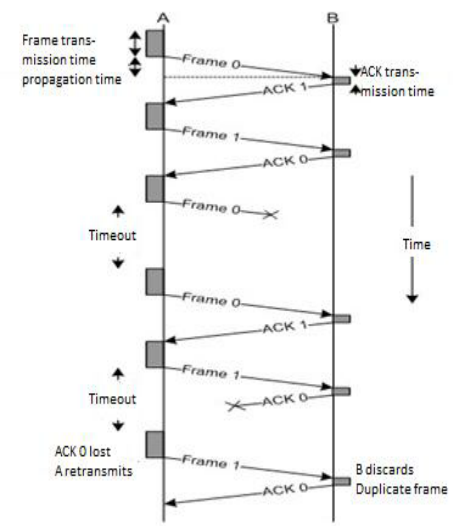 A
B
Frame trans-
mission time
propagation time
Frame 0
ACK trans-
mission time
ACK 1
Frame 1
ACK 0
Frame 0
Timeout
Time
Frame 0
ACK 1
Frame 1
Timeout
ACK 0
ACK 0 lost
A retransmits
Frame 1
B discards
Duplicate frame
ACK 0